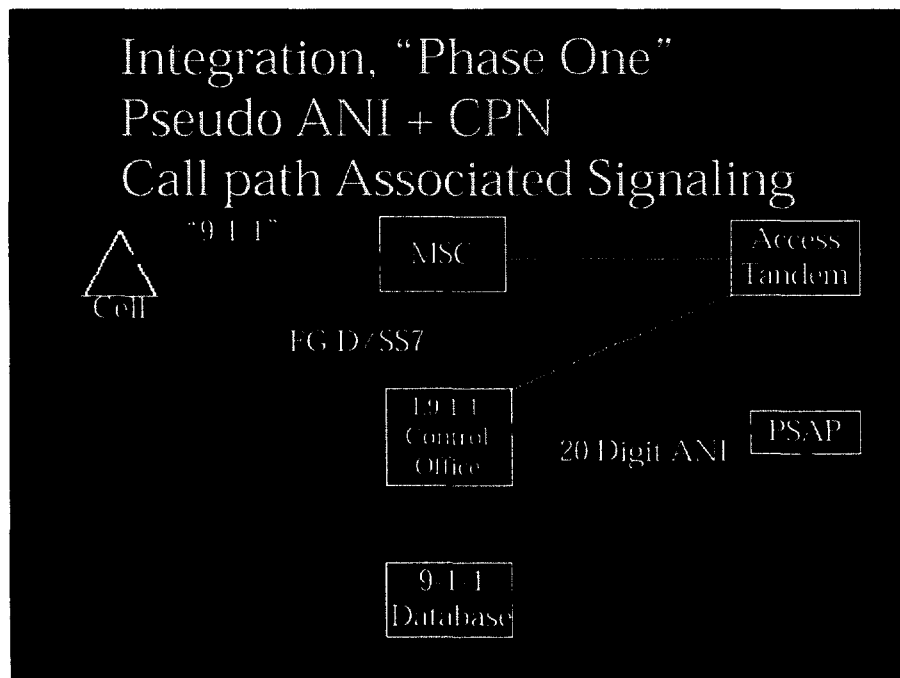 Integration, “Phase One”
Pseudo ANI + CPN
Call path Associated Signaling
“9-1-1”
MSC
Access
Tandem
Cell
FG D/SS7
E9-1-1
Control
Office
20 Digit ANI
PSAP
9-1-1
Database